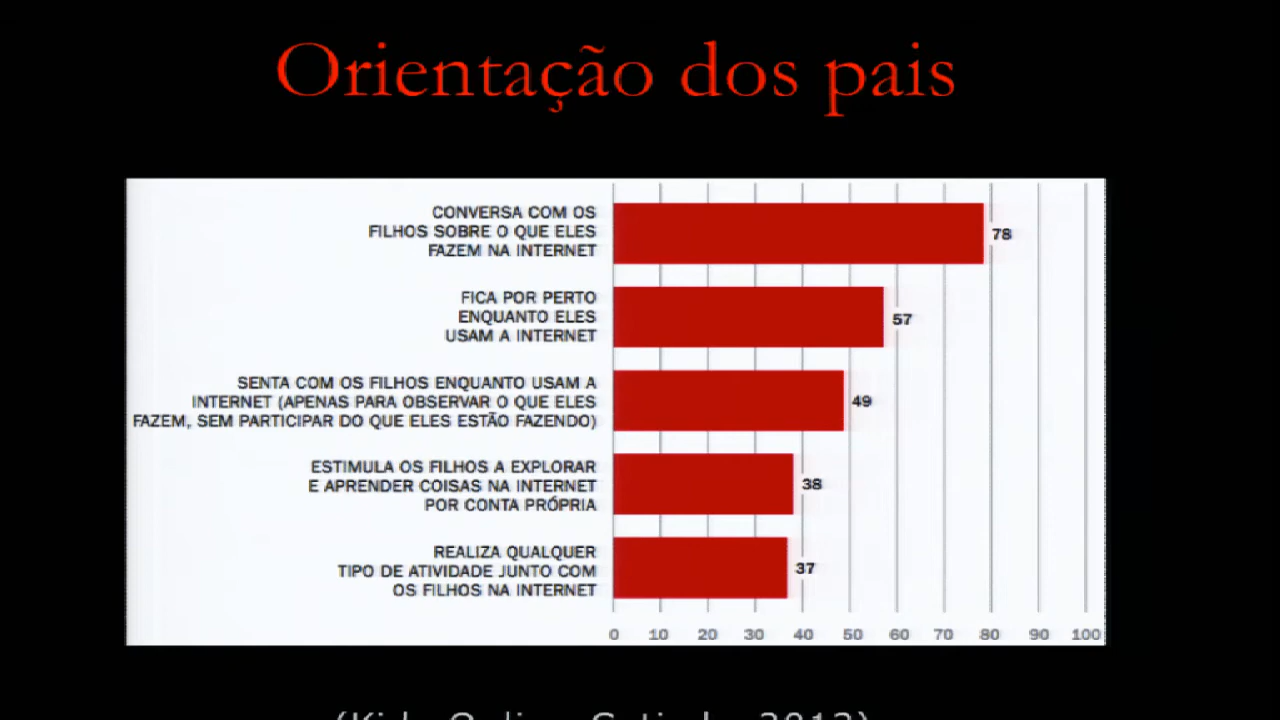 Orientação dos pais
CONVERSA COM OS
FILHOS SOBRE O QUE ELES
FAZEM NA INTERNET
78
FICA POR PERTO
ENQUANTO ELES
USAM A INTERNET
57
SENTA COM OS FILHOS ENQUANTO USAM A
INTERNET (APENAS PARA OBSERVAR O QUE ELES
FAZEM, SEM PARTICIPAR DO QUE ELES ESTÃO FAZENDO)
49
ESTIMULA OS FILHOS A EXPLORAR
E APRENDER COISAS NA INTERNET
POR CONTA PRÓPRIA
38
REALIZA QUALQUER
TIPO DE ATIVIDADE JUNTO COM
OS FILHOS NA INTERNET
37
0 10 20 30 40 50 60 70 80 90 100